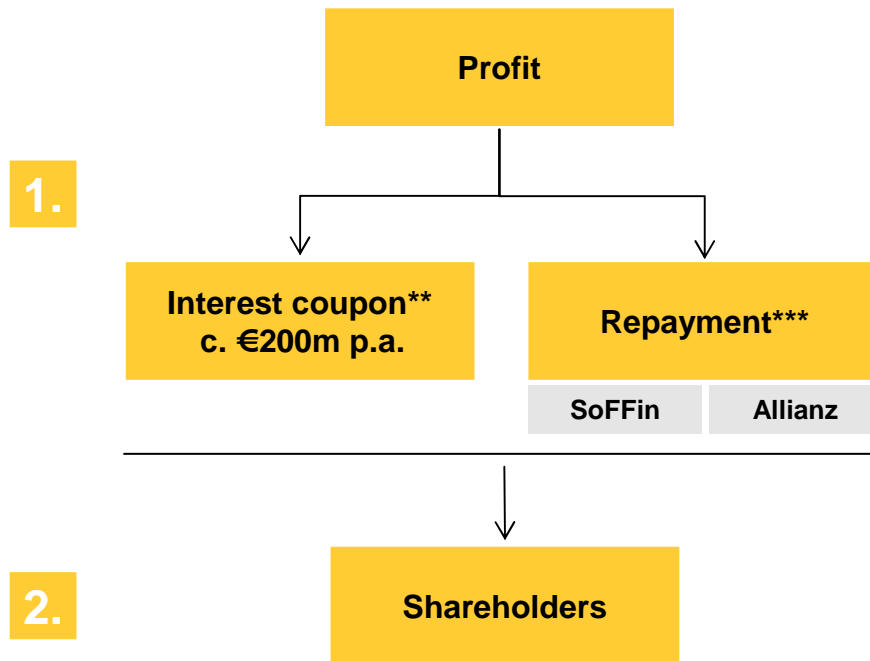 Profit
1.
Interest coupon**
c. €200m p.a.
Repayment***
SoFFin
Allianz
2.
Shareholders